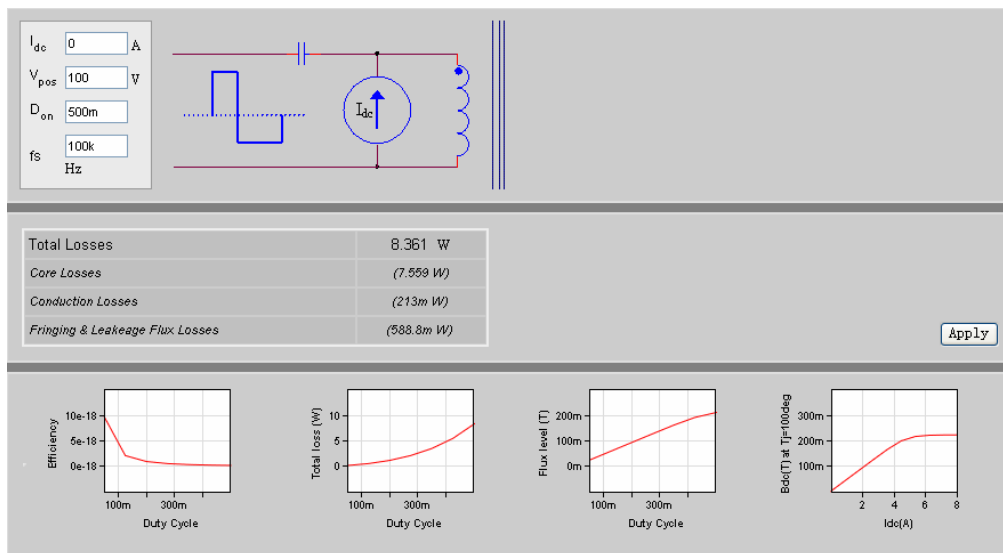 Idc 0 A
Vpos 100 V
Don 500m
fs 100k
Hz
Idc
Total Losses 8.361 W
Core Losses (7.559 W)
Conduction Losses (213m W)
Fringing & Leakeage Flux Losses (588.8m W)
Apply
Efficiency
10e-18
5e-18
0e-18
100m 300m
Duty Cycle
Total loss (W)
10
5
0
100m 300m
Duty Cycle
Flux level (T)
200m
100m
0m
100m 300m
Duty Cycle
Bdc(T) at Tj=100deg
300m
200m
100m
2 4 6 8
Idc(A)